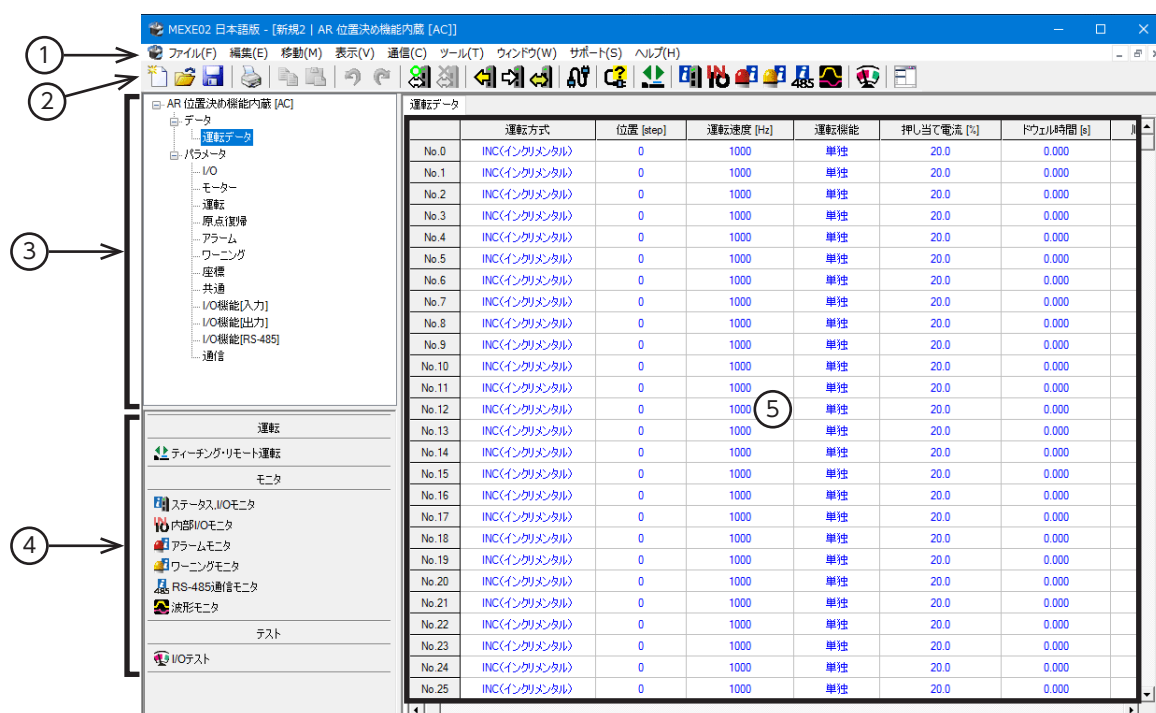 MEXE02 日本語版 - [新規2 | AR 位置決め機能内蔵 [AC]]
① ファイル(F) 編集(E) 移動(M) 表示(V) 通信(C) ツール(T) ウィンドウ(W) サポート(S) ヘルプ(H)
②
③
AR 位置決め機能内蔵 [AC]
データ
運転データ
パラメータ
I/O
モーター
運転
原点復帰
アラーム
ワーニング
座標
共通
I/O機能[入力]
I/O機能[出力]
I/O機能[RS-485]
通信
④
運転
ティーチング・リモート運転
モニタ
ステータス,I/Oモニタ
内部I/Oモニタ
アラームモニタ
ワーニングモニタ
RS-485通信モニタ
波形モニタ
テスト
I/Oテスト
運転データ
運転方式 位置 [step] 運転速度 [Hz] 運転機能 押し当て電流 [%] ドウェル時間 [s]
No.0 INC(インクリメンタル) 0 1000 単独 20.0 0.000
No.1 INC(インクリメンタル) 0 1000 単独 20.0 0.000
No.2 INC(インクリメンタル) 0 1000 単独 20.0 0.000
No.3 INC(インクリメンタル) 0 1000 単独 20.0 0.000
No.4 INC(インクリメンタル) 0 1000 単独 20.0 0.000
No.5 INC(インクリメンタル) 0 1000 単独 20.0 0.000
No.6 INC(インクリメンタル) 0 1000 単独 20.0 0.000
No.7 INC(インクリメンタル) 0 1000 単独 20.0 0.000
No.8 INC(インクリメンタル) 0 1000 単独 20.0 0.000
No.9 INC(インクリメンタル) 0 1000 単独 20.0 0.000
No.10 INC(インクリメンタル) 0 1000 単独 20.0 0.000
No.11 INC(インクリメンタル) 0 1000 単独 20.0 0.000
No.12 INC(インクリメンタル) 0 1000 ⑤ 単独 20.0 0.000
No.13 INC(インクリメンタル) 0 1000 単独 20.0 0.000
No.14 INC(インクリメンタル) 0 1000 単独 20.0 0.000
No.15 INC(インクリメンタル) 0 1000 単独 20.0 0.000
No.16 INC(インクリメンタル) 0 1000 単独 20.0 0.000
No.17 INC(インクリメンタル) 0 1000 単独 20.0 0.000
No.18 INC(インクリメンタル) 0 1000 単独 20.0 0.000
No.19 INC(インクリメンタル) 0 1000 単独 20.0 0.000
No.20 INC(インクリメンタル) 0 1000 単独 20.0 0.000
No.21 INC(インクリメンタル) 0 1000 単独 20.0 0.000
No.22 INC(インクリメンタル) 0 1000 単独 20.0 0.000
No.23 INC(インクリメンタル) 0 1000 単独 20.0 0.000
No.24 INC(インクリメンタル) 0 1000 単独 20.0 0.000
No.25 INC(インクリメンタル) 0 1000 単独 20.0 0.000